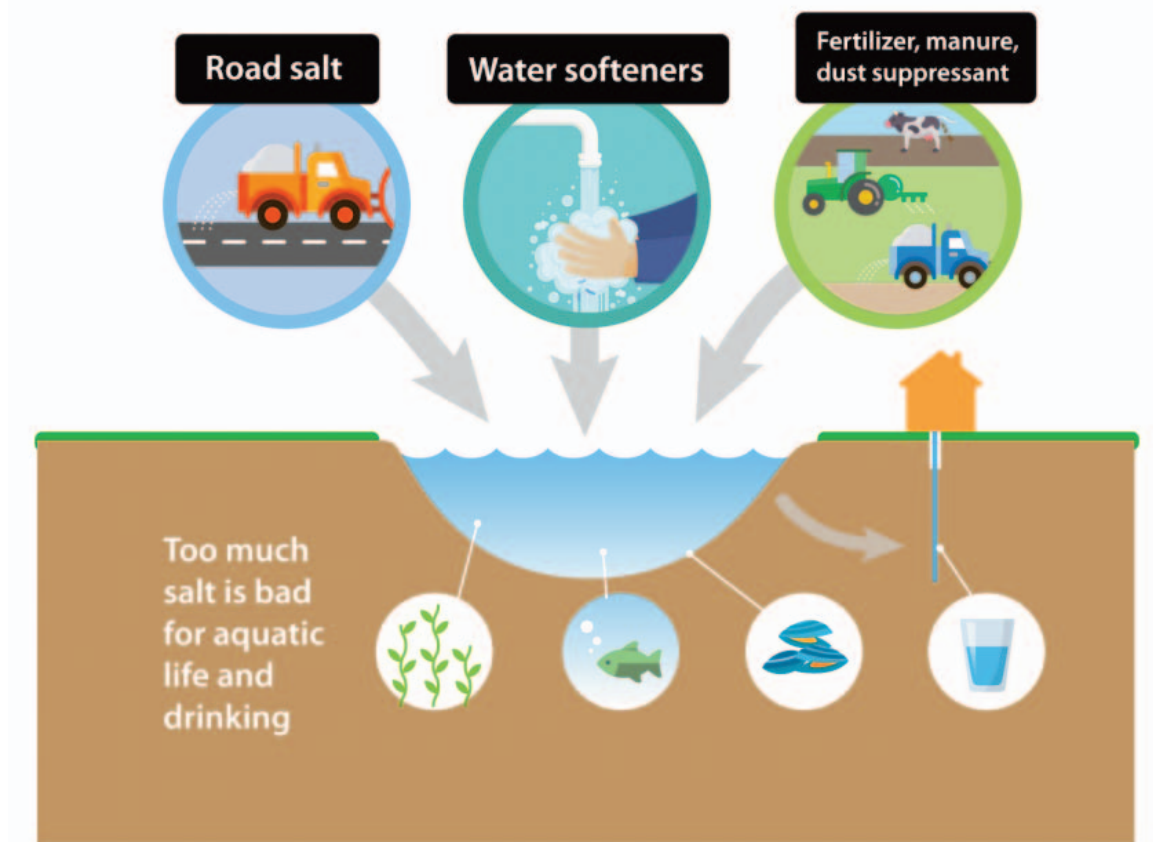 Road salt
Water softeners
Fertilizer, manure,
dust suppressant
Too much
salt is bad
for aquatic
life and
drinking